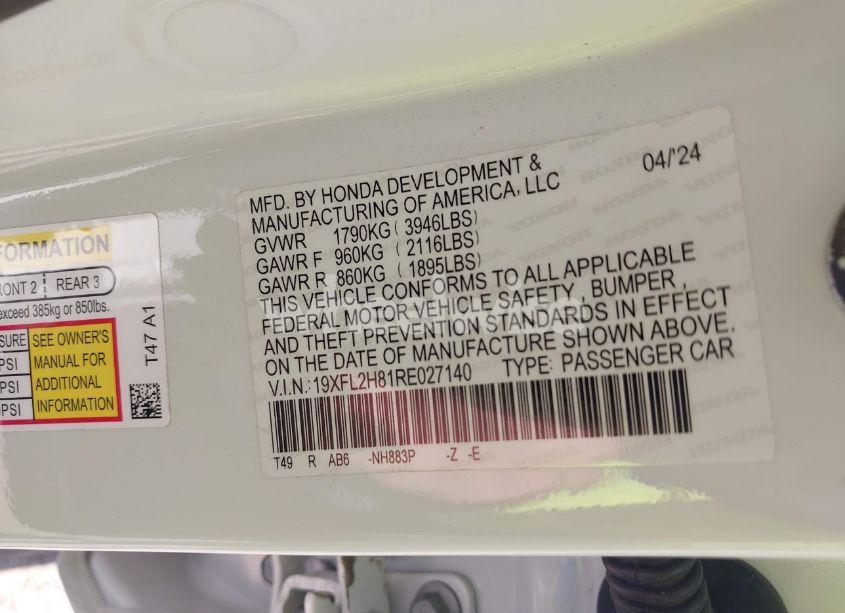 FORMATION
RONT 2 | REAR 3
exceed 385kg or 850lbs.
SURE
PSI
PSI
PSI
SEE OWNER'S
MANUAL FOR
ADDITIONAL
INFORMATION
T47 A1
MFD. BY HONDA DEVELOPMENT & 04/'24
MANUFACTURING OF AMERICA, LLC
GVWR 1790KG ( 3946LBS)
GAWR F 960KG ( 2116LBS)
GAWR R 860KG ( 1895LBS)
THIS VEHICLE CONFORMS TO ALL APPLICABLE
FEDERAL MOTOR VEHICLE SAFETY , BUMPER ,
AND THEFT PREVENTION STANDARDS IN EFFECT
ON THE DATE OF MANUFACTURE SHOWN ABOVE.
V.I.N.:19XFL2H81RE027140 TYPE: PASSENGER CAR
T49 R AB6 -NH883P -Z -E